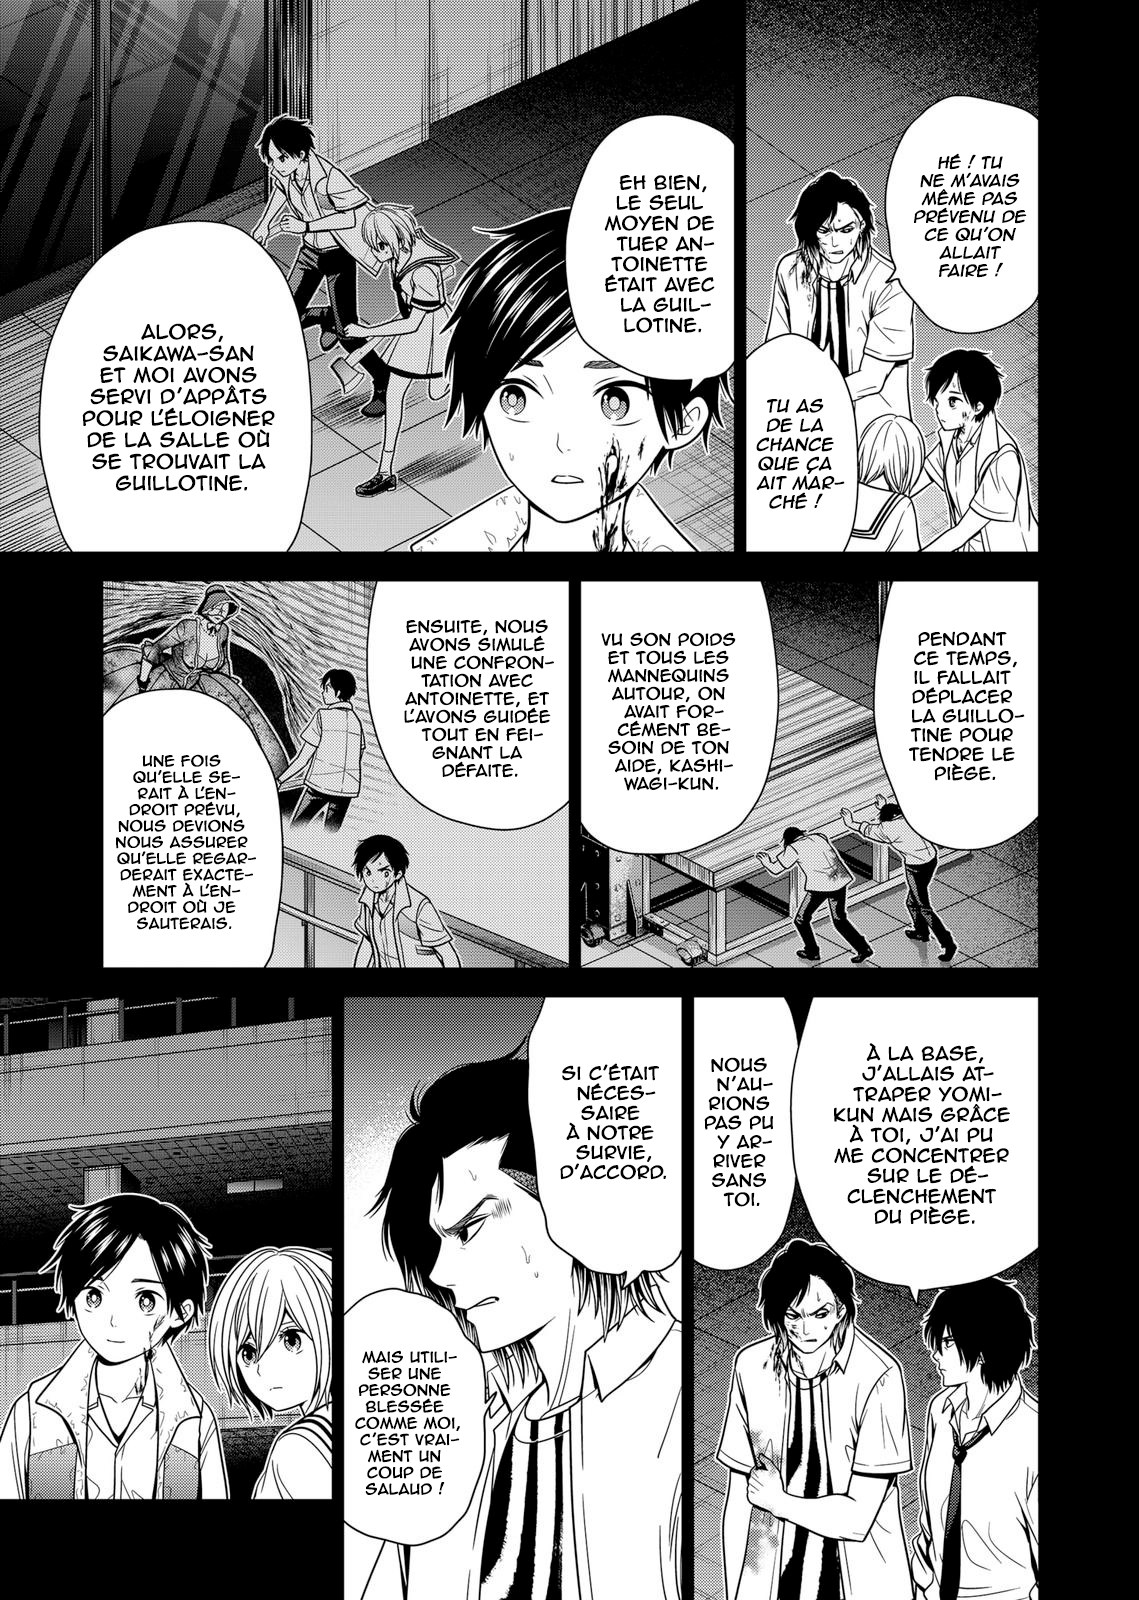 HÉ ! TU
NE M'AVAIS
MÊME PAS
PRÉVENU DE
CE QU'ON
ALLAIT
FAIRE !
TU AS
DE LA
CHANCE
QUE ÇA
AIT MAR-
CHÉ !
EH BIEN,
LE SEUL
MOYEN DE
TUER AN-
TOINETTE
ÉTAIT AVEC
LA GUIL-
LOTINE.
ALORS,
SAIKAWA-SAN
ET MOI AVONS
SERVI D'APPÂTS
POUR L'ÉLOIGNER
DE LA SALLE OÙ
SE TROUVAIT LA
GUILLOTINE.
PENDANT
CE TEMPS,
IL FALLAIT
DÉPLACER
LA GUILLO-
TINE POUR
TENDRE LE
PIÈGE.
VU SON POIDS
ET TOUS LES
MANNEQUINS
AUTOUR, ON
AVAIT FOR-
CÉMENT BE-
SOIN DE TON
AIDE, KASHI-
WAGI-KUN.
ENSUITE, NOUS
AVONS SIMULÉ
UNE CONFRON-
TATION AVEC
ANTOINETTE, ET
L'AVONS GUIDÉE
TOUT EN FEI-
GNANT LA
DÉFAITE.
UNE FOIS
QU'ELLE SE-
RAIT À L'EN-
DROIT PRÉVU,
NOUS DEVIONS
NOUS ASSURER
QU'ELLE REGAR-
DERAIT EXACTE-
MENT À L'EN-
DROIT OÙ JE
SAUTERAIS.
À LA BASE,
J'ALLAIS AT-
TRAPER YOMI-
KUN MAIS GRÂCE
À TOI, J'AI PU
ME CONCENTRER
SUR LE DÉ-
CLENCHEMENT
DU PIÈGE.
NOUS
N'AU-
RIONS
PAS PU
Y AR-
RIVER
SANS
TOI.
SI C'ÉTAIT
NÉCES-
SAIRE
À NOTRE
SURVIE,
D'ACCORD.
MAIS UTILI-
SER UNE
PERSONNE
BLESSÉE
COMME MOI,
C'EST VRAI-
MENT UN
COUP DE
SALAUD !